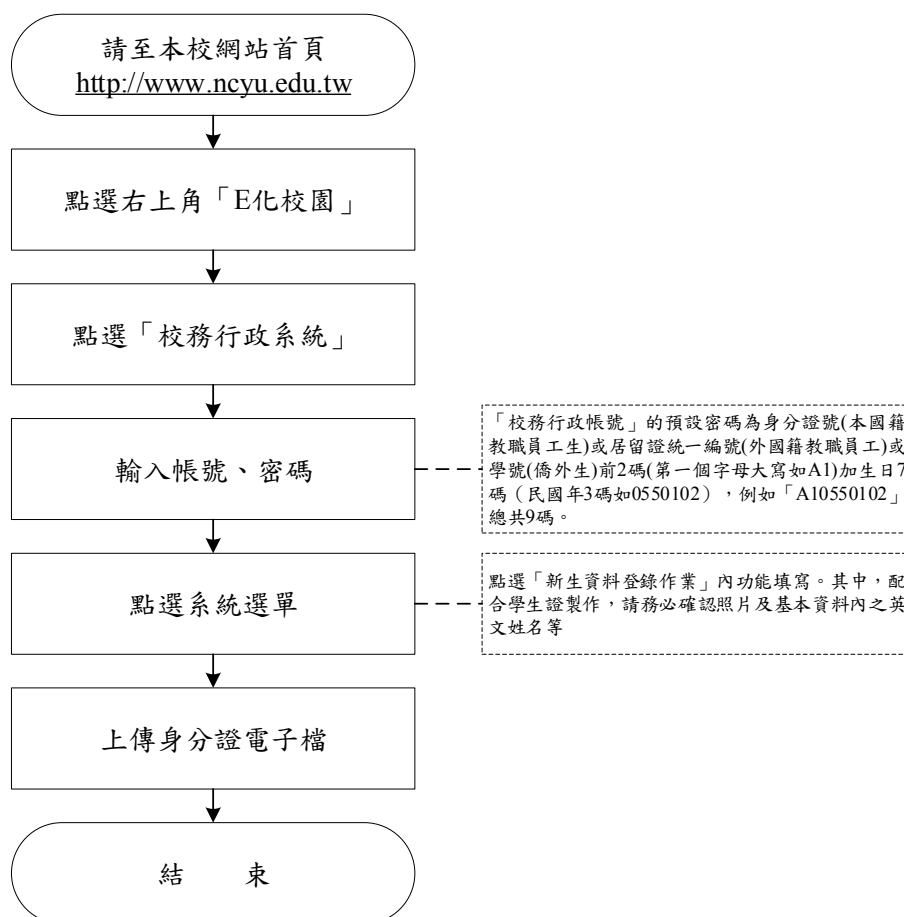 請至本校網站首頁
http://www.ncyu.edu.tw
點選右上角「E化校園」
點選「校務行政系統」
輸入帳號、密碼
「校務行政帳號」的預設密碼為身分證號(本國籍
教職員工生)或居留證統一編號(外國籍教職員工)或
學號(僑外生)前2碼(第一個字母大寫如A1)加生日7
碼（民國年3碼如0550102），例如「A10550102」
總共9碼。
點選系統選單
點選「新生資料登錄作業」內功能填寫。其中，配
合學生證製作，請務必確認照片及基本資料內之英
文姓名等
上傳身分證電子檔
結　　束